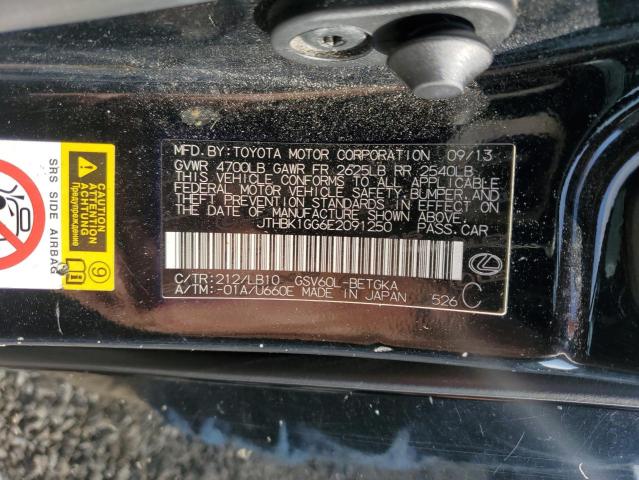 MFD. BY: TOYOTA MOTOR CORPORATION 09/13
GVWR 4700LB GAWR FR 2625LB RR 2540LB
THIS VEHICLE CONFORMS TO ALL APPLICABLE
FEDERAL MOTOR VEHICLE SAFETY, BUMPER, AND
THEFT PREVENTION STANDARDS IN EFFECT ON
THE DATE OF MANUFACTURE SHOWN ABOVE.
JTHBK1GG6E2091250 PASS.CAR
C/TR:212/LB10 GSV60L-BETGKA
A/TM:-01A/U660E MADE IN JAPAN 526 C
SRS SIDE AIRBAG
CAUTION
ACHTUNG
ATTENTION
9